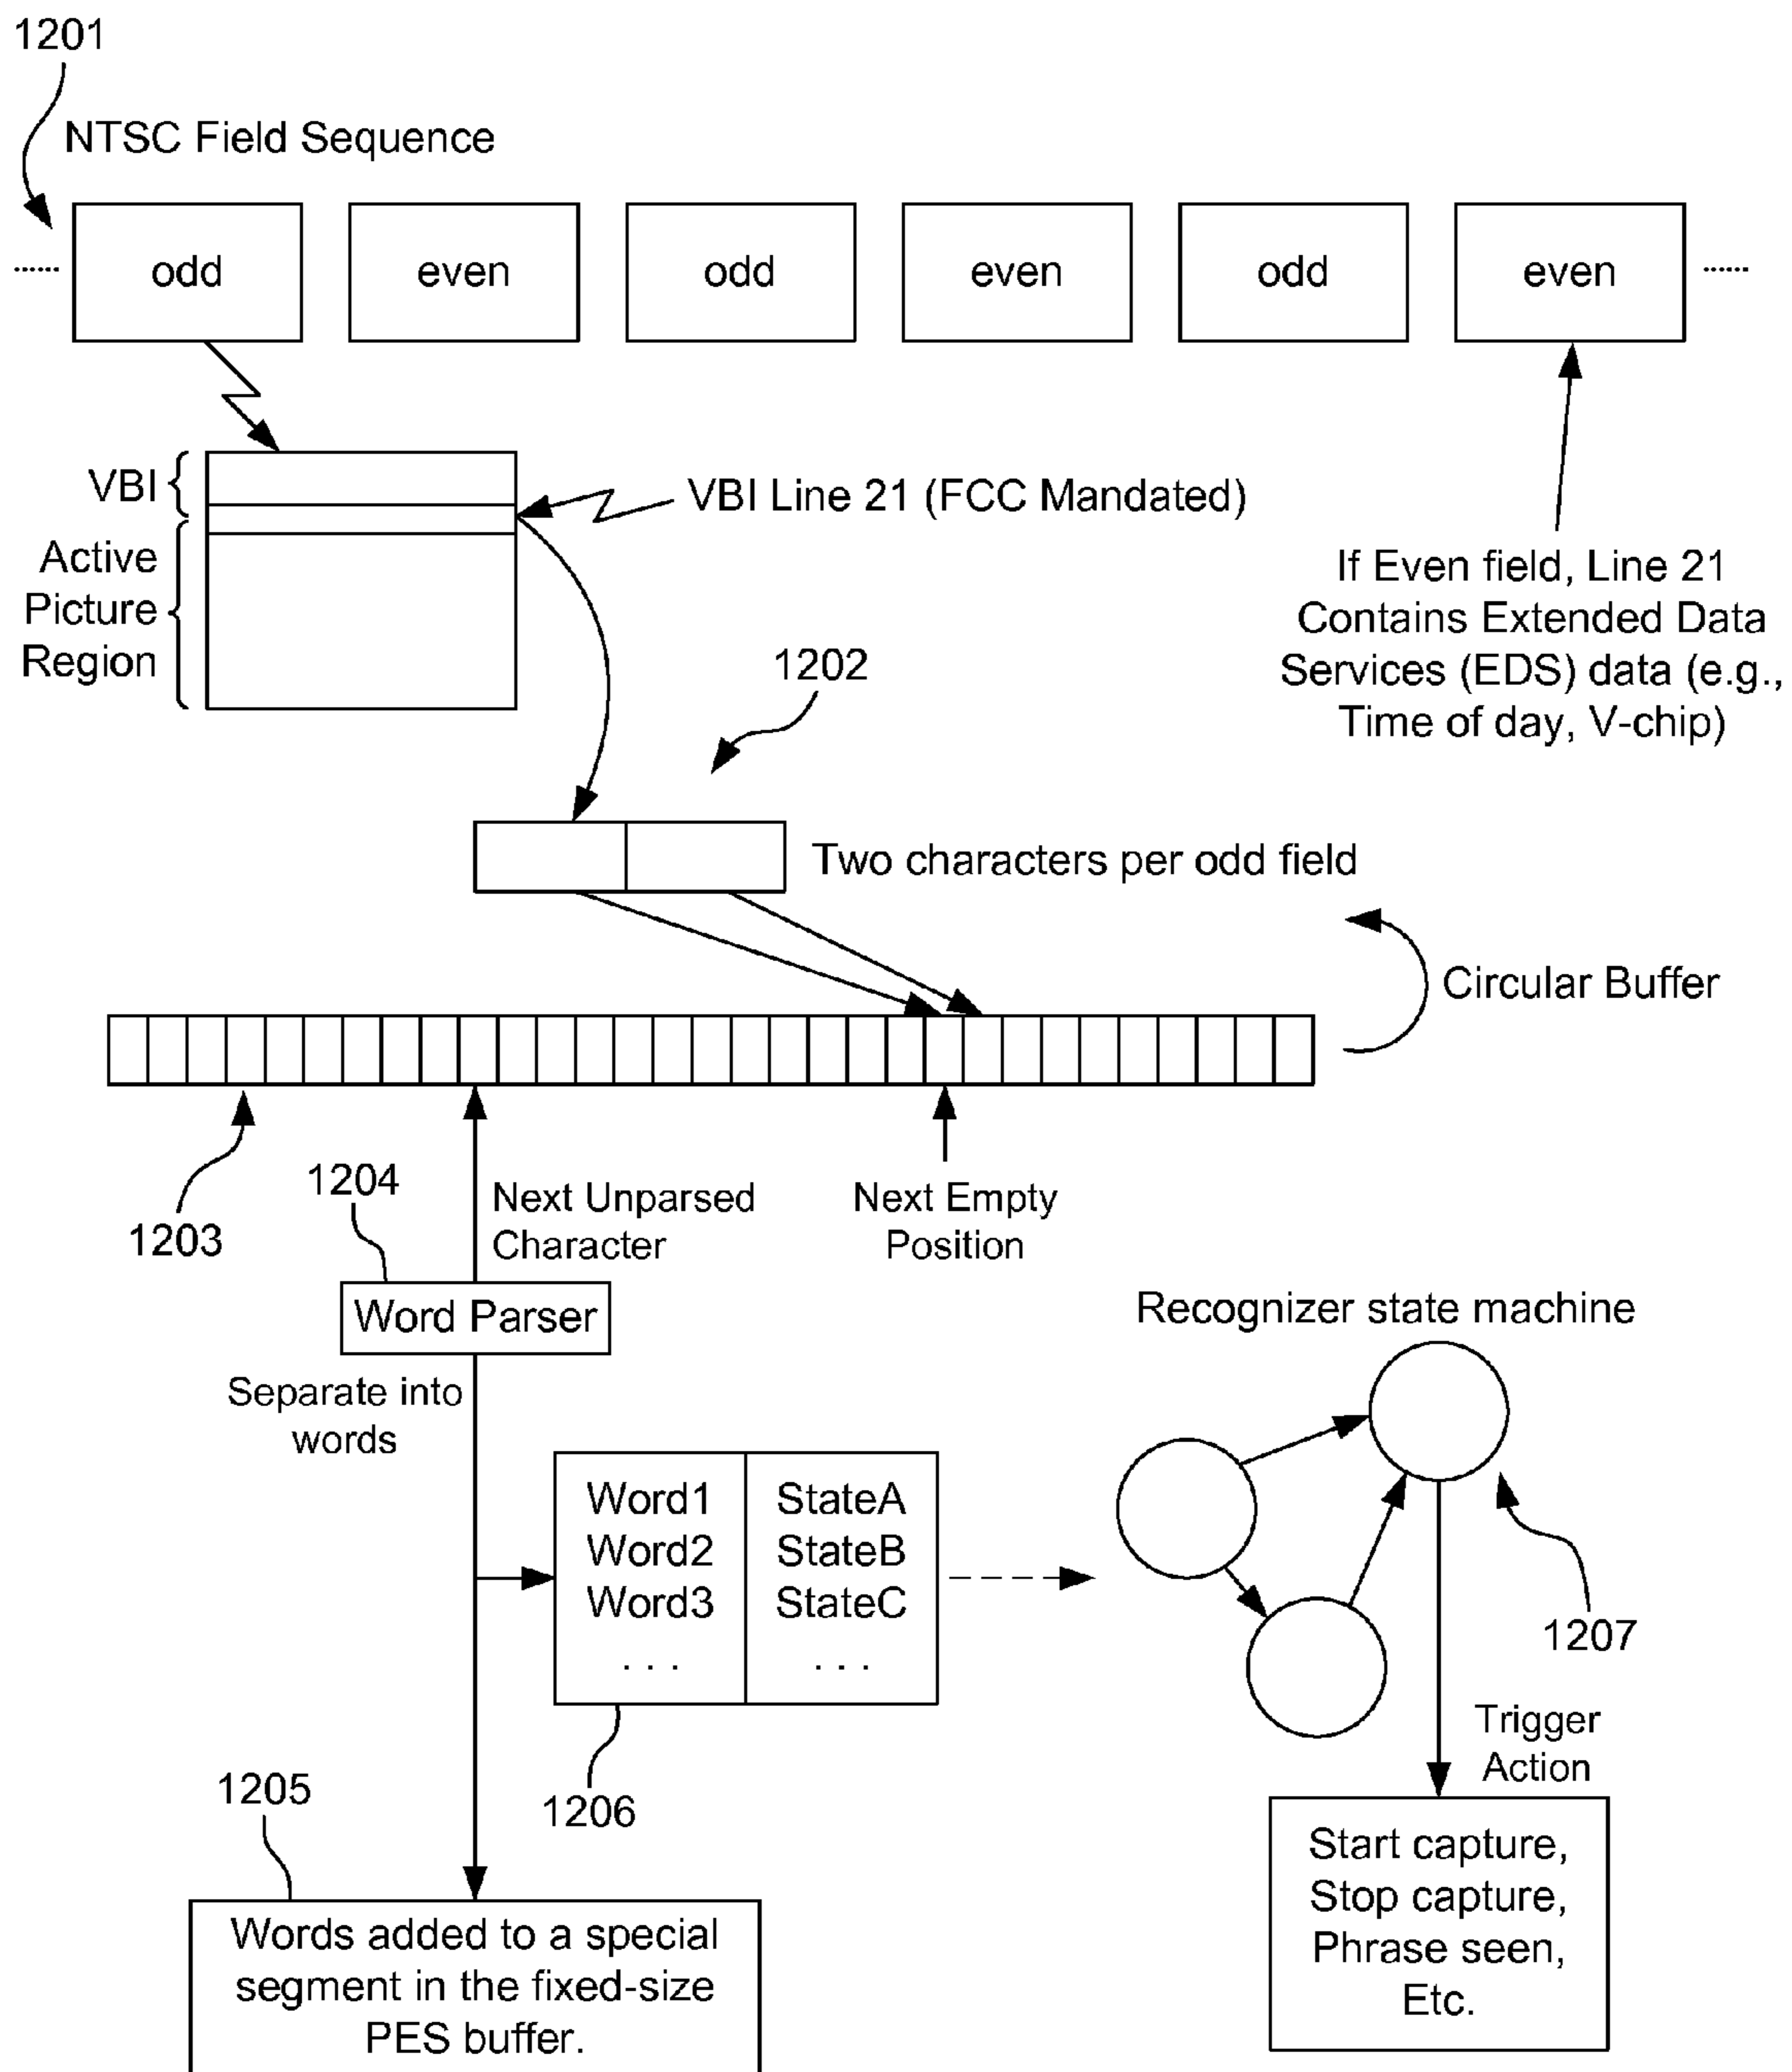 1201
NTSC Field Sequence
...... odd even odd even odd even ......
VBI
VBI Line 21 (FCC Mandated)
Active
Picture
Region
If Even field, Line 21
Contains Extended Data
Services (EDS) data (e.g.,
Time of day, V-chip)
1202
Two characters per odd field
Circular Buffer
1203
1204
Next Unparsed
Character
Next Empty
Position
Word Parser
Separate into
words
Recognizer state machine
Word1 StateA
Word2 StateB
Word3 StateC
. . . . . .
1207
1206
Trigger
Action
1205
Words added to a special
segment in the fixed-size
PES buffer.
Start capture,
Stop capture,
Phrase seen,
Etc.